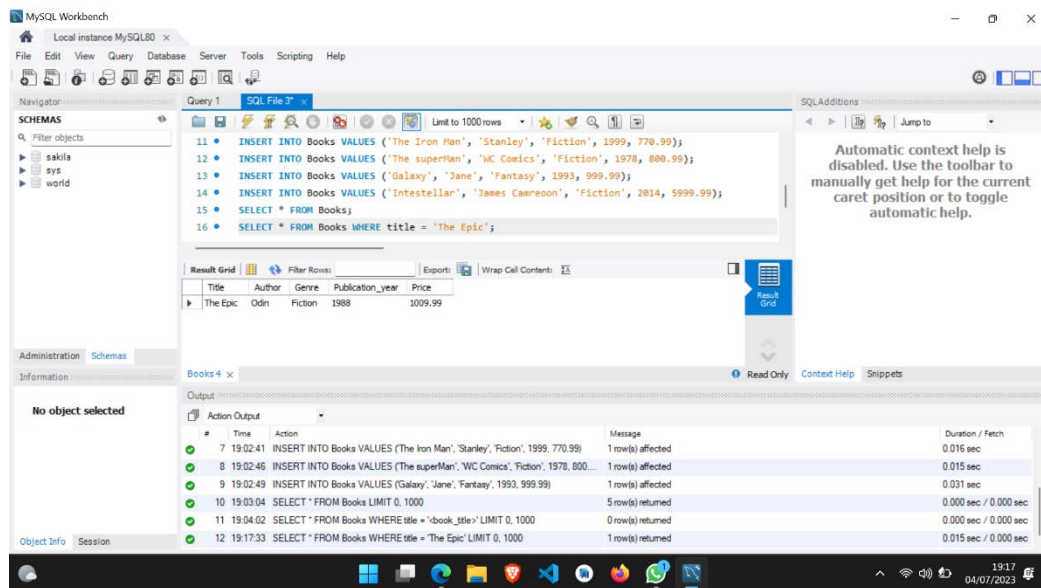 MySQL Workbench
Local instance MySQL80
File Edit View Query Database Server Tools Scripting Help
Navigator
SCHEMAS
Filter objects
sakila
sys
world
Administration Schemas
Information
No object selected
Object Info Session
Query 1 SQL File 3*
Limit to 1000 rows
11 INSERT INTO Books VALUES ('The Iron Man', 'Stanley', 'Fiction', 1999, 770.99);
12 INSERT INTO Books VALUES ('The superMan', 'WC Comics', 'Fiction', 1978, 800.99);
13 INSERT INTO Books VALUES ('Galaxy', 'Jane', 'Fantasy', 1993, 999.99);
14 INSERT INTO Books VALUES ('Intestellar', 'James Camreoon', 'Fiction', 2014, 5999.99);
15 SELECT * FROM Books;
16 SELECT * FROM Books WHERE title = 'The Epic';
Result Grid Filter Rows: Export: Wrap Cell Content:
Title Author Genre Publication_year Price
The Epic Odin Fiction 1988 1009.99
Result
Grid
Books 4 Read Only
SQLAdditions
Jump to
Automatic context help is
disabled. Use the toolbar to
manually get help for the current
caret position or to toggle
automatic help.
Context Help Snippets
Output
Action Output
# Time Action Message Duration / Fetch
7 19:02:41 INSERT INTO Books VALUES ('The Iron Man', 'Stanley', 'Fiction', 1999, 770.99) 1 row(s) affected 0.016 sec
8 19:02:46 INSERT INTO Books VALUES ('The superMan', 'WC Comics', 'Fiction', 1978, 800.... 1 row(s) affected 0.015 sec
9 19:02:49 INSERT INTO Books VALUES ('Galaxy', 'Jane', 'Fantasy', 1993, 999.99) 1 row(s) affected 0.031 sec
10 19:03:04 SELECT * FROM Books LIMIT 0, 1000 5 row(s) returned 0.000 sec / 0.000 sec
11 19:04:02 SELECT * FROM Books WHERE title = '<book_title>' LIMIT 0, 1000 0 row(s) returned 0.000 sec / 0.000 sec
12 19:17:33 SELECT * FROM Books WHERE title = 'The Epic' LIMIT 0, 1000 1 row(s) returned 0.015 sec / 0.000 sec
19:17
04/07/2023